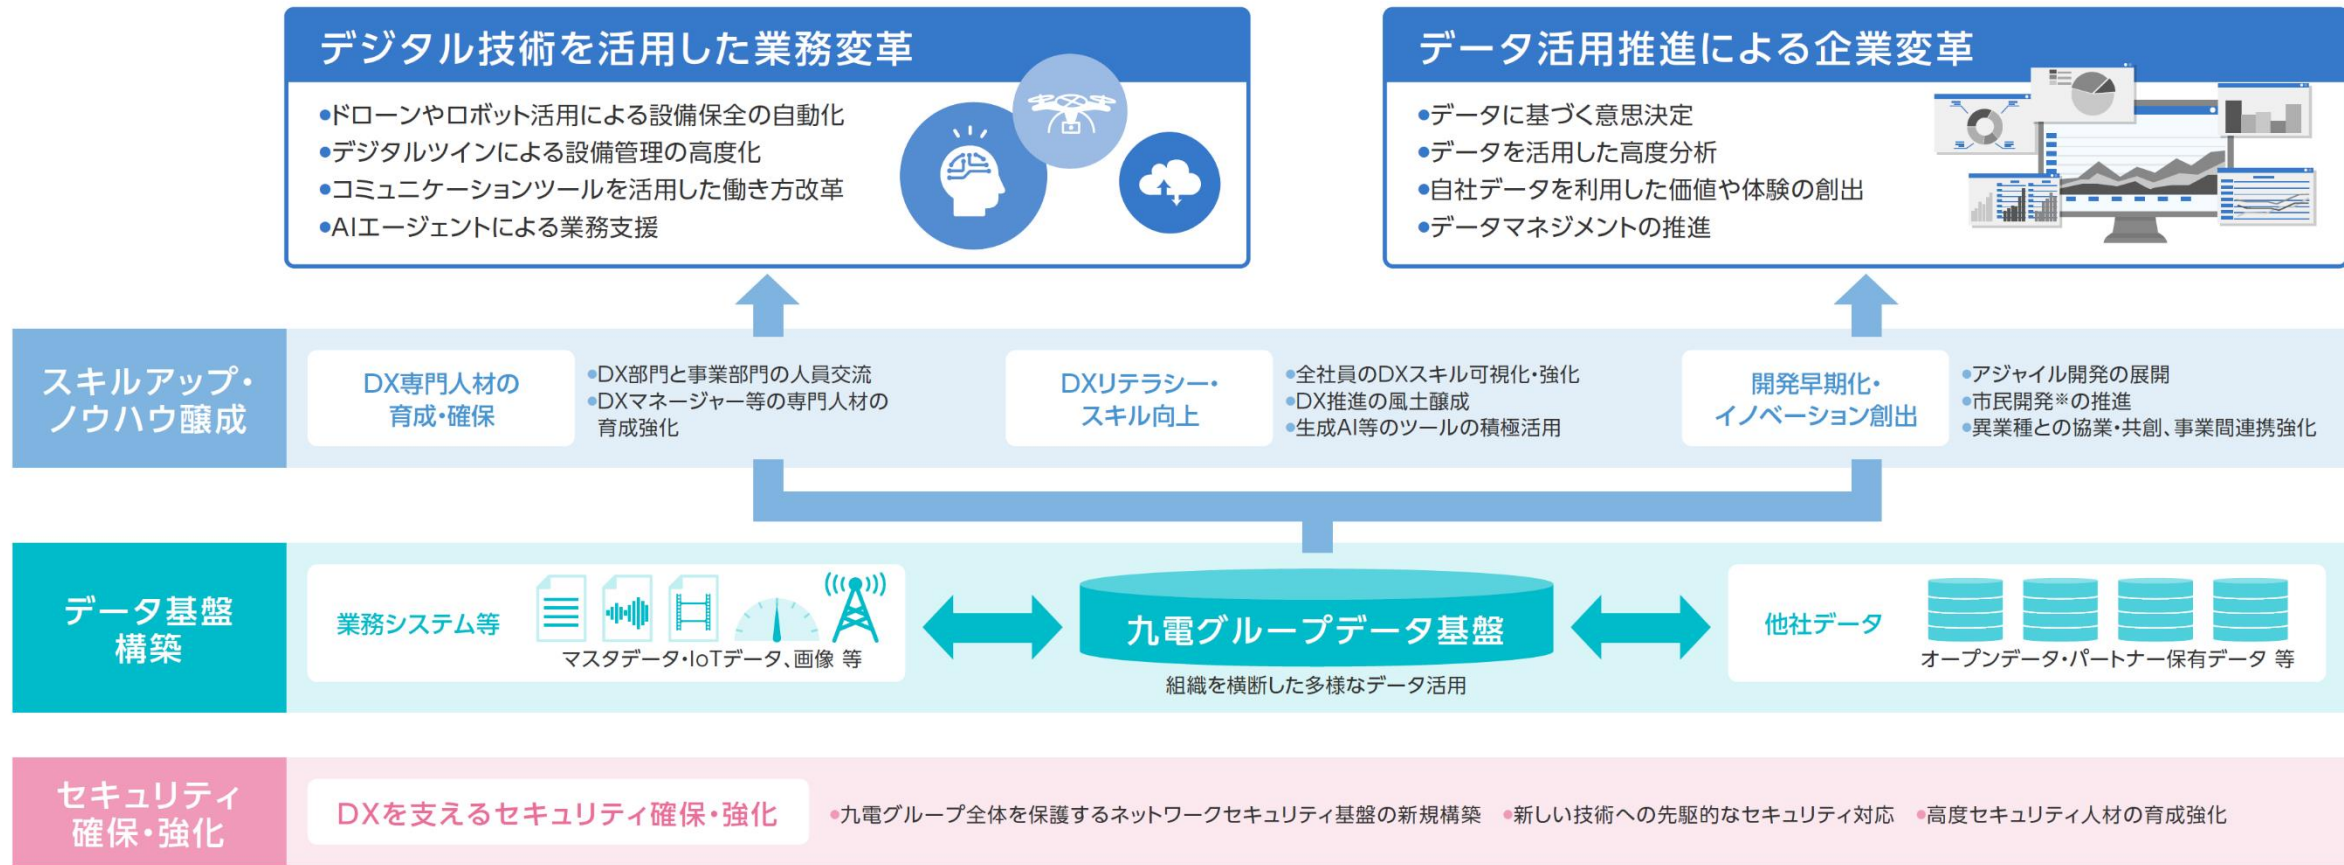 デジタル技術を活用した業務変革
●ドローンやロボット活用による設備保全の自動化
●デジタルツインによる設備管理の高度化
●コミュニケーションツールを活用した働き方改革
●AIエージェントによる業務支援
データ活用推進による企業変革
●データに基づく意思決定
●データを活用した高度分析
●自社データを利用した価値や体験の創出
●データマネジメントの推進
スキルアップ・
ノウハウ醸成
DX専門人材の
育成・確保
●DX部門と事業部門の人員交流
●DXマネージャー等の専門人材の
育成強化
DXリテラシー・
スキル向上
●全社員のDXスキル可視化・強化
●DX推進の風土醸成
●生成AI等のツールの積極活用
開発早期化・
イノベーション創出
●アジャイル開発の展開
●市民開発※の推進
●異業種との協業・共創、事業間連携強化
データ基盤
構築
業務システム等
マスタデータ・IoTデータ、画像 等
九電グループデータ基盤
組織を横断した多様なデータ活用
他社データ
オープンデータ・パートナー保有データ 等
セキュリティ
確保・強化
DXを支えるセキュリティ確保・強化
●九電グループ全体を保護するネットワークセキュリティ基盤の新規構築 ●新しい技術への先駆的なセキュリティ対応 ●高度セキュリティ人材の育成強化